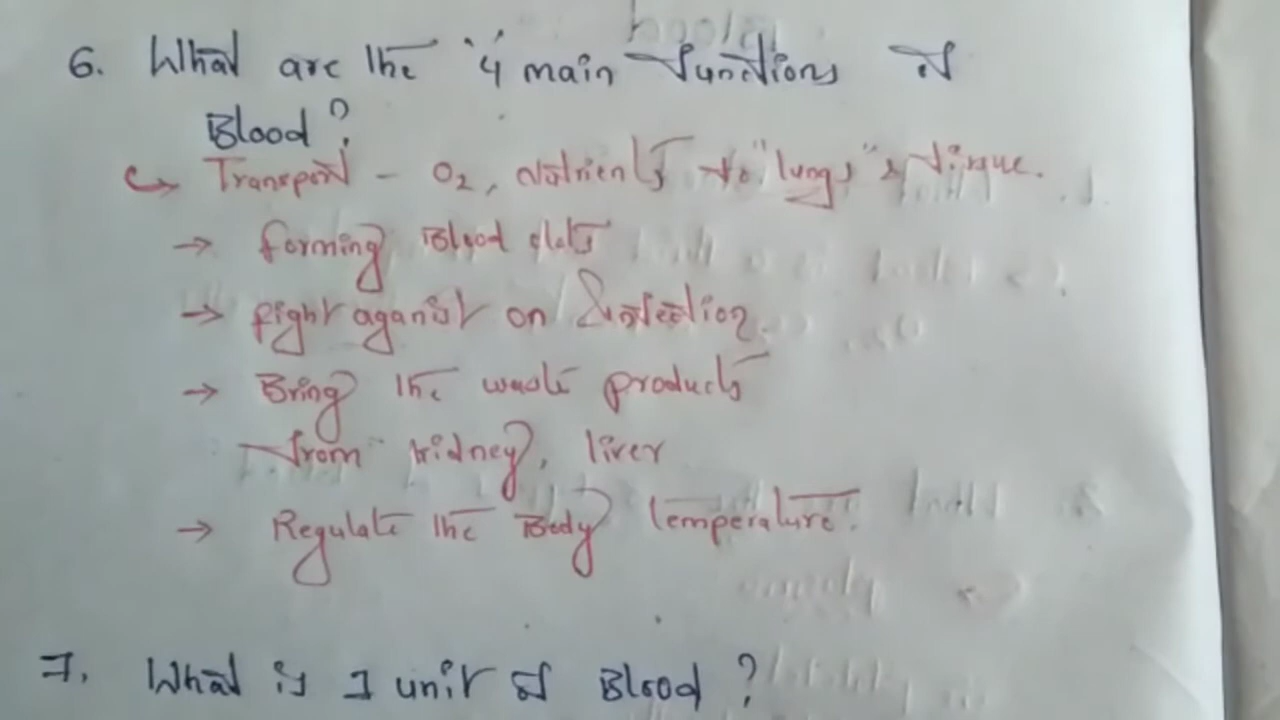 6. What are the '4' main functions of
Blood?
↪ Transport - O2, nutrients to "lungs" & tissue.
→ forming Blood clots
→ fight aganist on Infection
→ Bring the waste products
from kidney, liver
→ Regulate the Body temperature.
7. What is 1 unit of Blood?